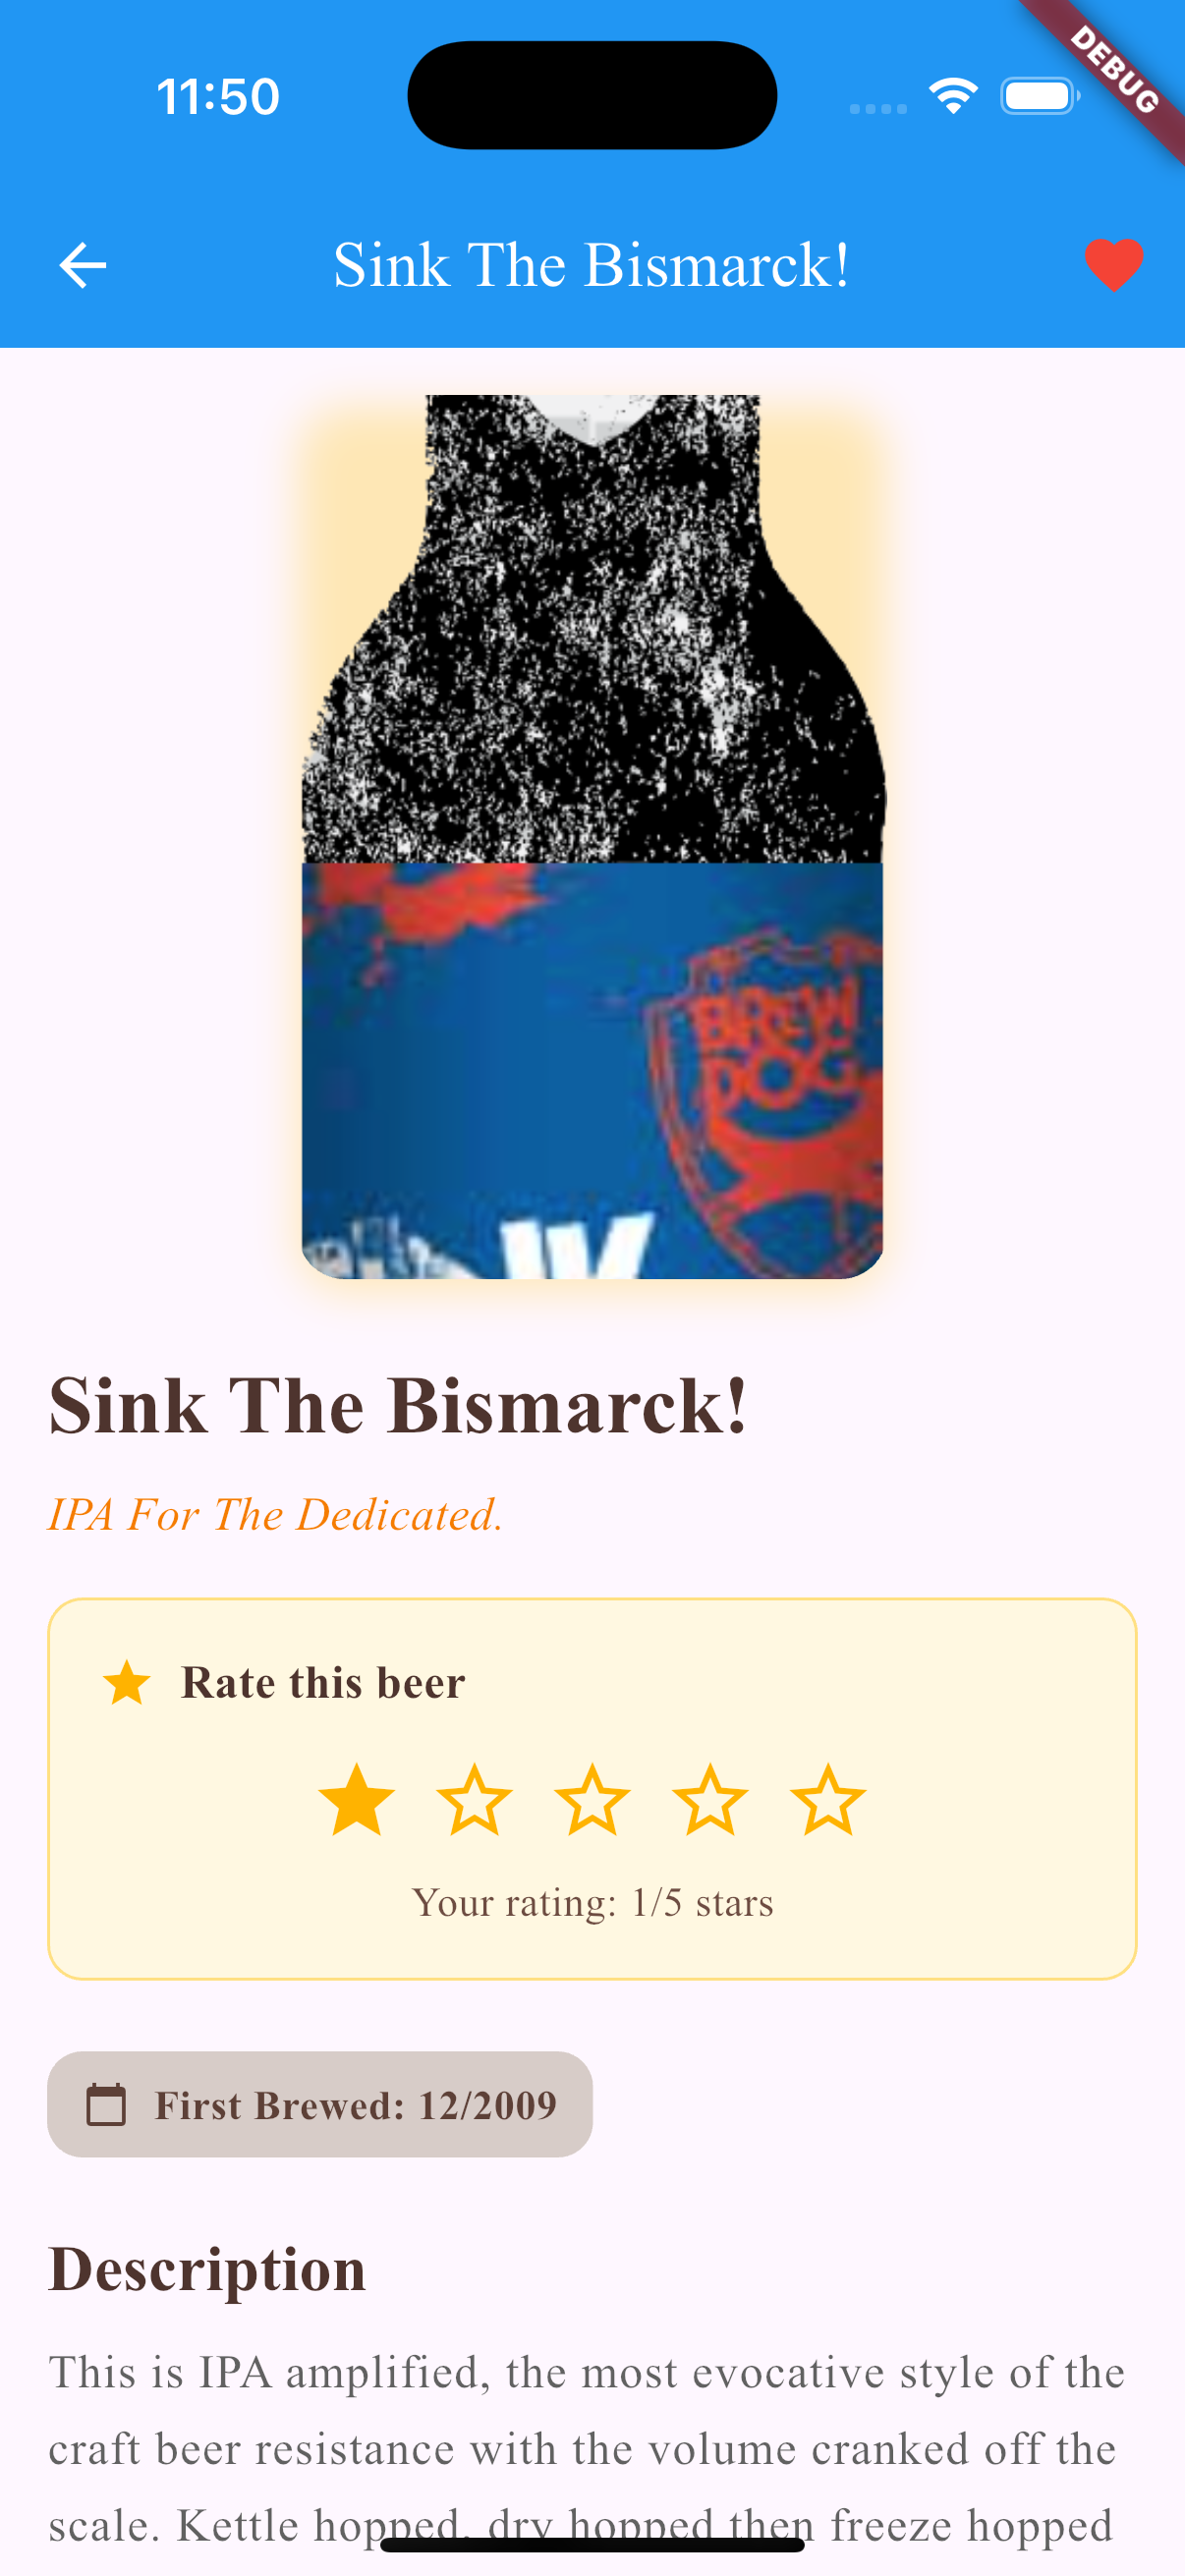 11:50
DEBUG
Sink The Bismarck!
BREW
DOG
Sink The Bismarck!
IPA For The Dedicated.
Rate this beer
Your rating: 1/5 stars
First Brewed: 12/2009
Description
This is IPA amplified, the most evocative style of the
craft beer resistance with the volume cranked off the
scale. Kettle hopped, dry hopped then freeze hopped